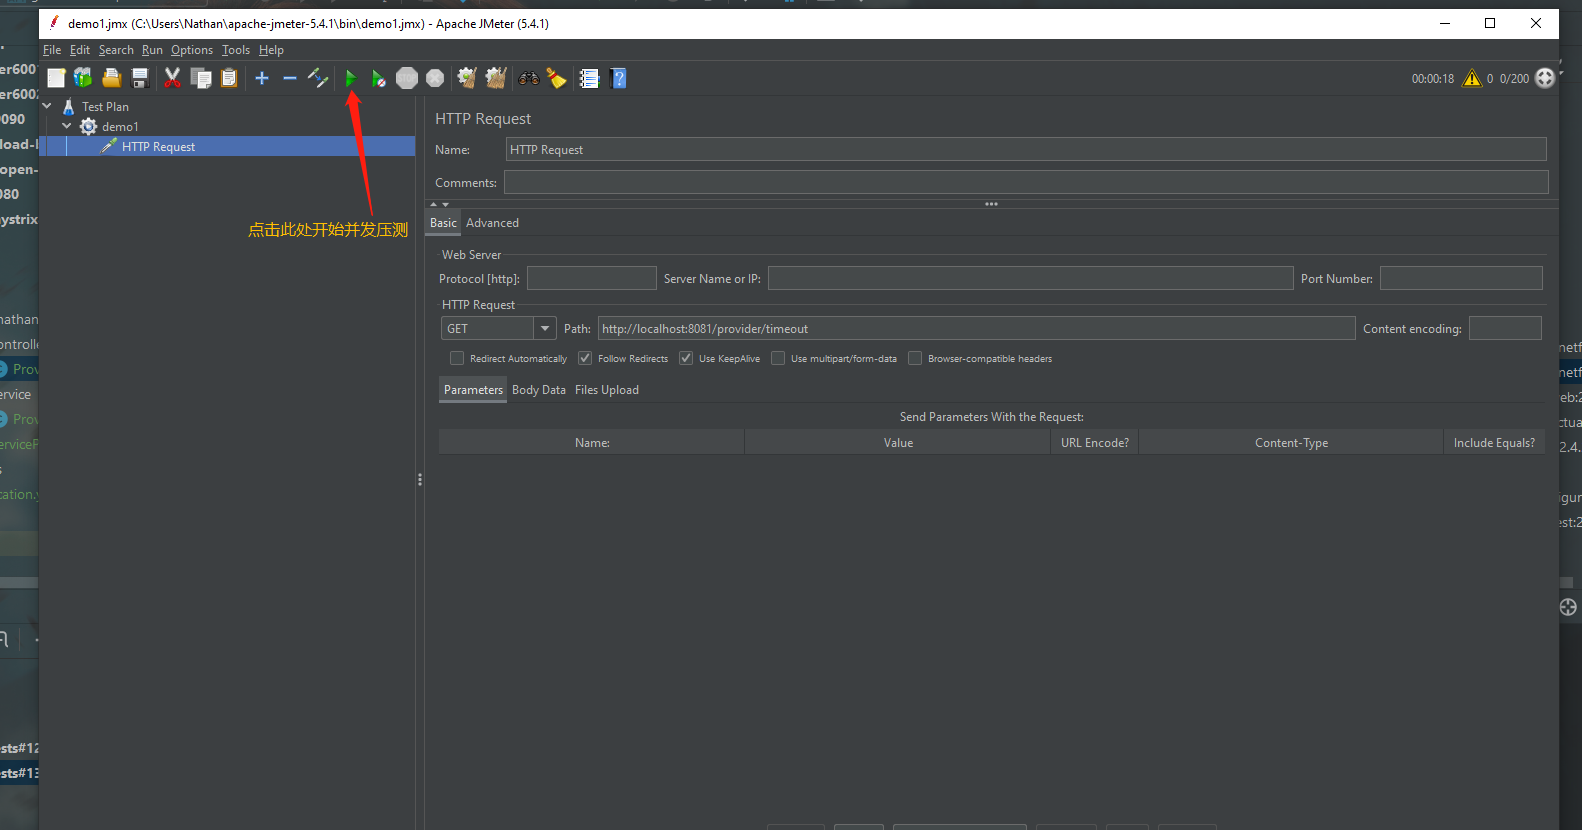 demo1.jmx (C:\Users\Nathan\apache-jmeter-5.4.1\bin\demo1.jmx) - Apache JMeter (5.4.1)
File Edit Search Run Options Tools Help
00:00:18 0 0/200
Test Plan
demo1
HTTP Request
点击此处开始并发压测
HTTP Request
Name: HTTP Request
Comments:
Basic Advanced
Web Server
Protocol [http]: Server Name or IP: Port Number:
HTTP Request
GET Path: http://localhost:8081/provider/timeout Content encoding:
Redirect Automatically Follow Redirects Use KeepAlive Use multipart/form-data Browser-compatible headers
Parameters Body Data Files Upload
Send Parameters With the Request:
Name: Value URL Encode? Content-Type Include Equals?